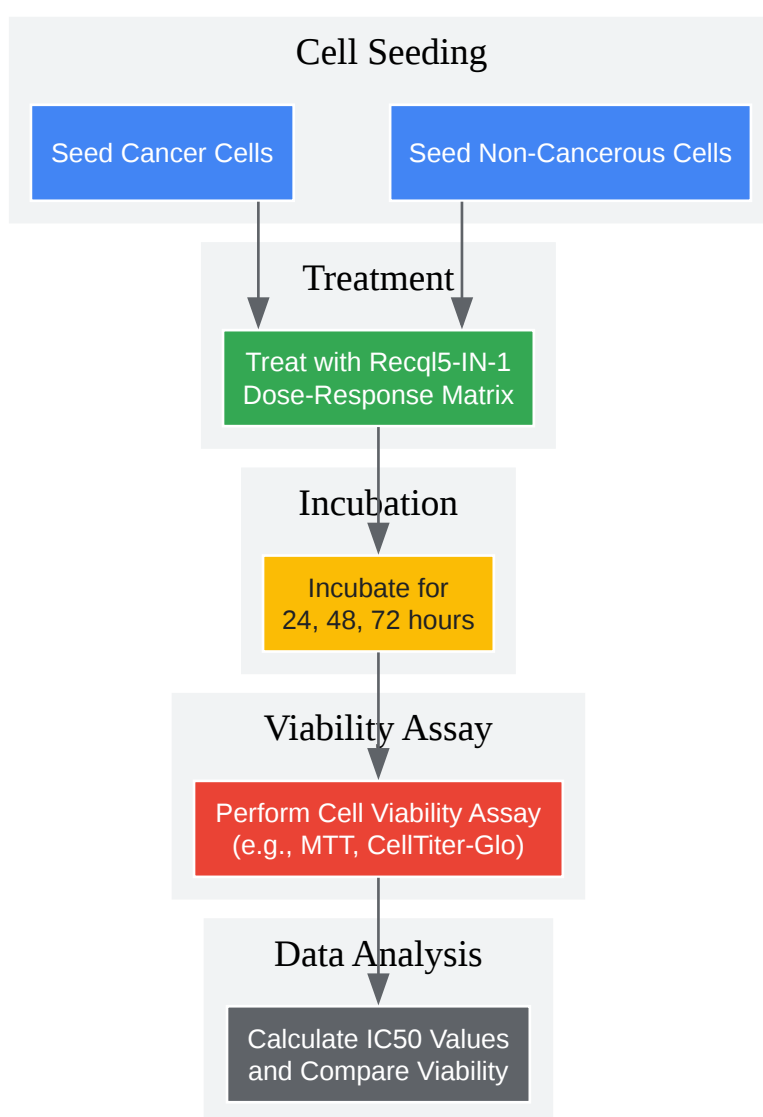 Cell Seeding
Seed Cancer Cells
Seed Non-Cancerous Cells
Treatment
Treat with Recql5-IN-1
Dose-Response Matrix
Incubation
Incubate for
24, 48, 72 hours
Viability Assay
Perform Cell Viability Assay
(e.g., MTT, CellTiter-Glo)
Data Analysis
Calculate IC50 Values
and Compare Viability